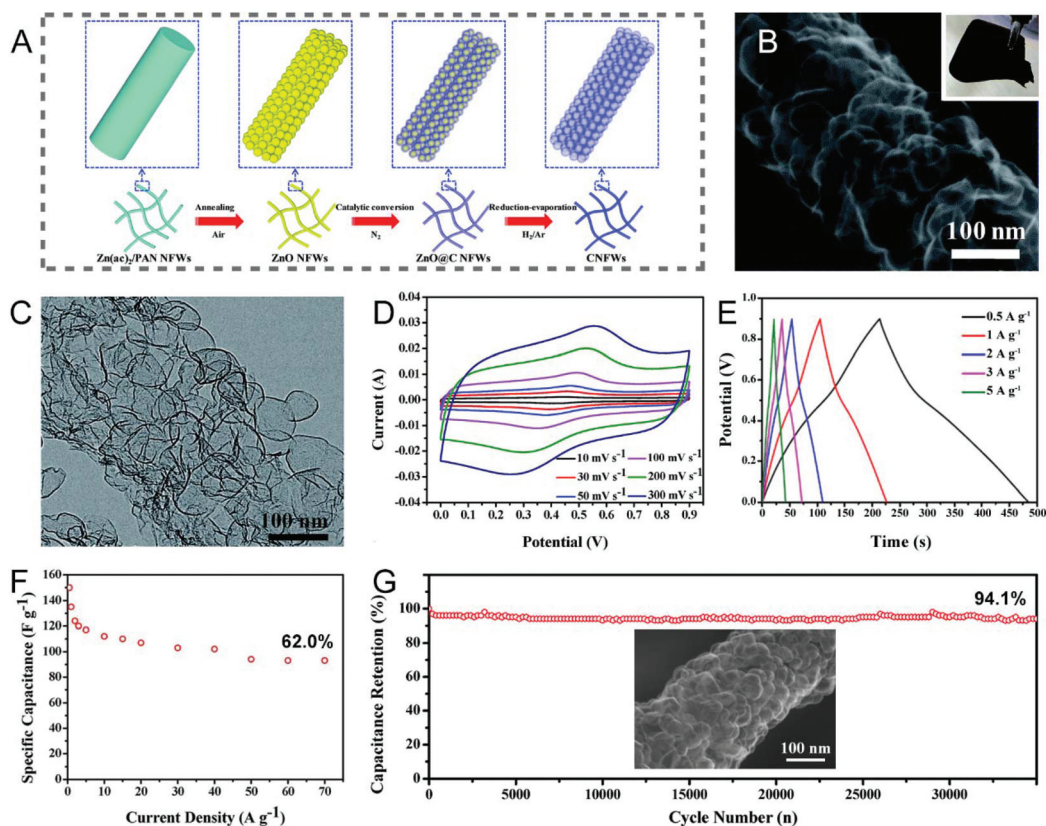 A
Annealing
Air
Catalytic conversion
N₂
Reduction-evaporation
H₂/Ar
Zn(ac)₂/PAN NFWs
ZnO NFWs
ZnO@C NFWs
CNFWs
B
100 nm
C
100 nm
D
0.04
0.03
0.02
0.01
0.00
-0.01
-0.02
-0.03
-0.04
Current (A)
10 mV s⁻¹
100 mV s⁻¹
30 mV s⁻¹
200 mV s⁻¹
50 mV s⁻¹
300 mV s⁻¹
0.0 0.1 0.2 0.3 0.4 0.5 0.6 0.7 0.8 0.9
Potential (V)
E
1.0
0.8
0.6
0.4
0.2
0.0
Potential (V)
0.5 A g⁻¹
1 A g⁻¹
2 A g⁻¹
3 A g⁻¹
5 A g⁻¹
0 50 100 150 200 250 300 350 400 450 500
Time (s)
F
160
140
120
100
80
60
40
20
0
Specific Capacitance (F g⁻¹)
62.0%
0 10 20 30 40 50 60 70
Current Density (A g⁻¹)
G
120
100
80
60
40
20
0
Capacitance Retention (%)
94.1%
100 nm
0 5000 10000 15000 20000 25000 30000
Cycle Number (n)